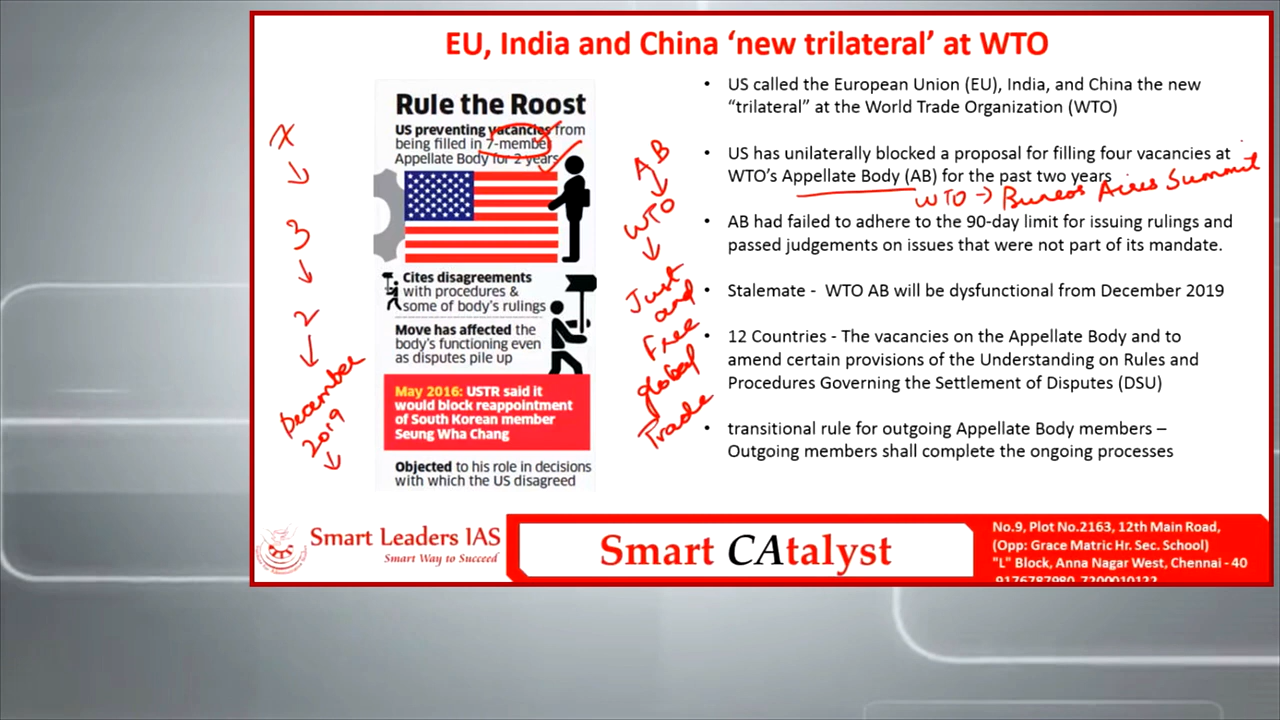 EU, India and China ‘new trilateral’ at WTO
Rule the Roost
US preventing vacancies from
being filled in 7-member
Appellate Body for 2 years
Cites disagreements
with procedures &
some of body's rulings
Move has affected the
body's functioning even
as disputes pile up
May 2016: USTR said it
would block reappointment
of South Korean member
Seung Wha Chang
Objected to his role in decisions
with which the US disagreed
3
2
December
2019
AB
WTO
Just
and
Free
global
Trade
• US called the European Union (EU), India, and China the new
“trilateral” at the World Trade Organization (WTO)
• US has unilaterally blocked a proposal for filling four vacancies at
WTO’s Appellate Body (AB) for the past two years
WTO → Buenos Aires Summit
• AB had failed to adhere to the 90-day limit for issuing rulings and
passed judgements on issues that were not part of its mandate.
• Stalemate - WTO AB will be dysfunctional from December 2019
• 12 Countries - The vacancies on the Appellate Body and to
amend certain provisions of the Understanding on Rules and
Procedures Governing the Settlement of Disputes (DSU)
• transitional rule for outgoing Appellate Body members –
Outgoing members shall complete the ongoing processes
Smart Leaders IAS
Smart Way to Succeed
Smart CAtalyst
No.9, Plot No.2163, 12th Main Road,
(Opp: Grace Matric Hr. Sec. School)
"L" Block, Anna Nagar West, Chennai - 40
9176787980, 7200010122